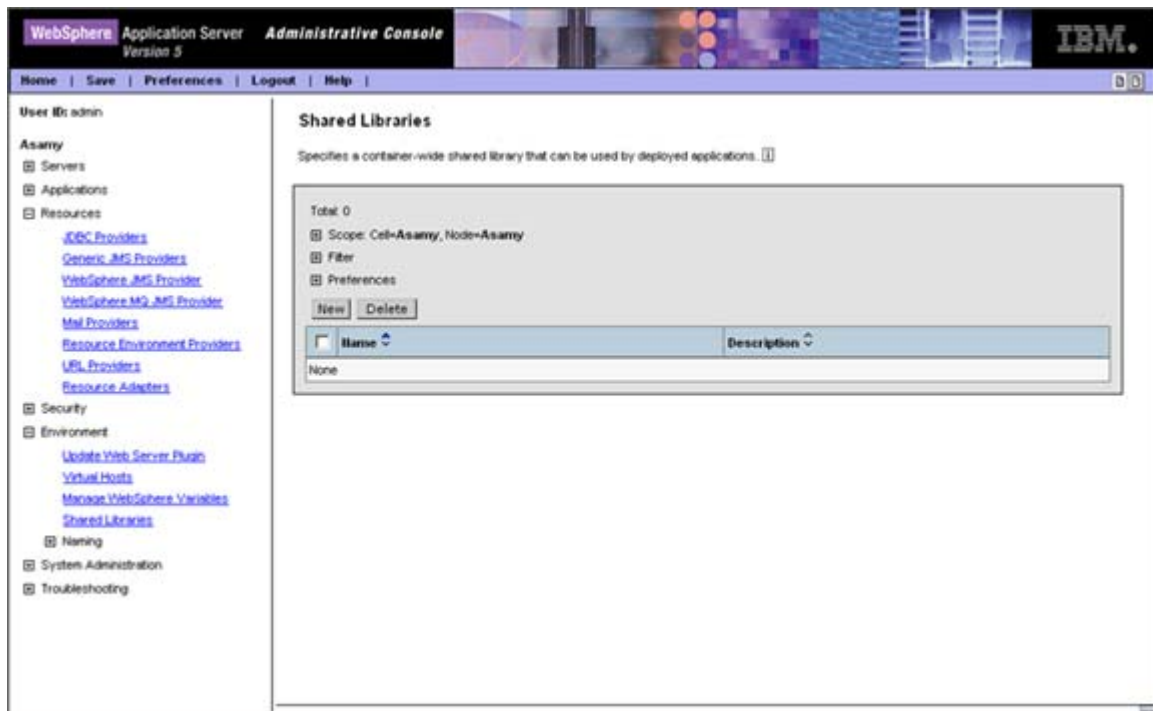 WebSphere Application Server Administrative Console
Version 5
IBM.
Home | Save | Preferences | Logout | Help |
User ID: admin
Asamy
Servers
Applications
Resources
JDBC Providers
Generic JMS Providers
WebSphere JMS Provider
WebSphere MQ JMS Provider
Mail Providers
Resource Environment Providers
URL Providers
Resource Adapters
Security
Environment
Update Web Server Plugin
Virtual Hosts
Manage WebSphere Variables
Shared Libraries
Naming
System Administration
Troubleshooting
Shared Libraries
Specifies a container-wide shared library that can be used by deployed applications. i
Total: 0
Scope: Cell=Asamy, Node=Asamy
Filter
Preferences
New Delete
Name Description
None